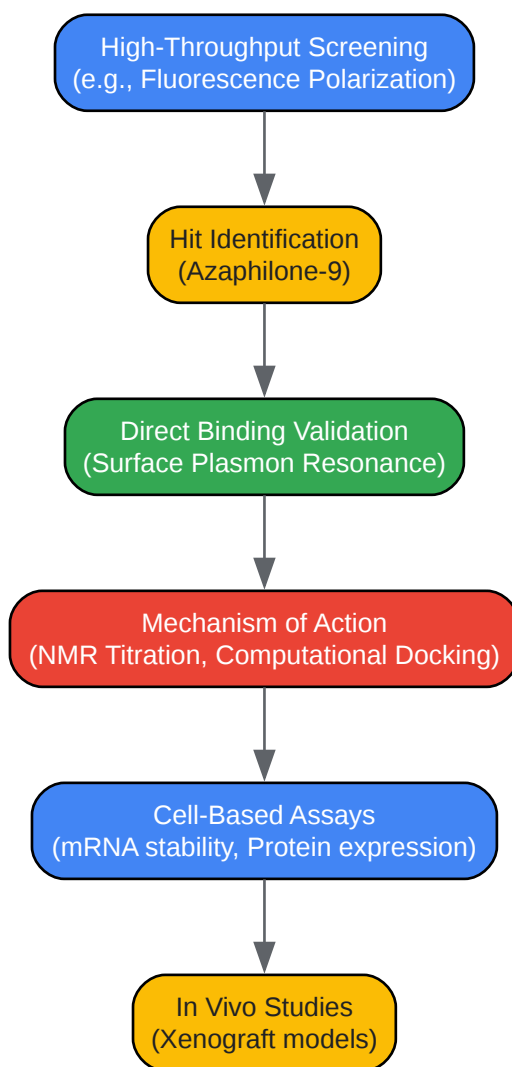 High-Throughput Screening
(e.g., Fluorescence Polarization)
Hit Identification
(Azaphilone-9)
Direct Binding Validation
(Surface Plasmon Resonance)
Mechanism of Action
(NMR Titration, Computational Docking)
Cell-Based Assays
(mRNA stability, Protein expression)
In Vivo Studies
(Xenograft models)